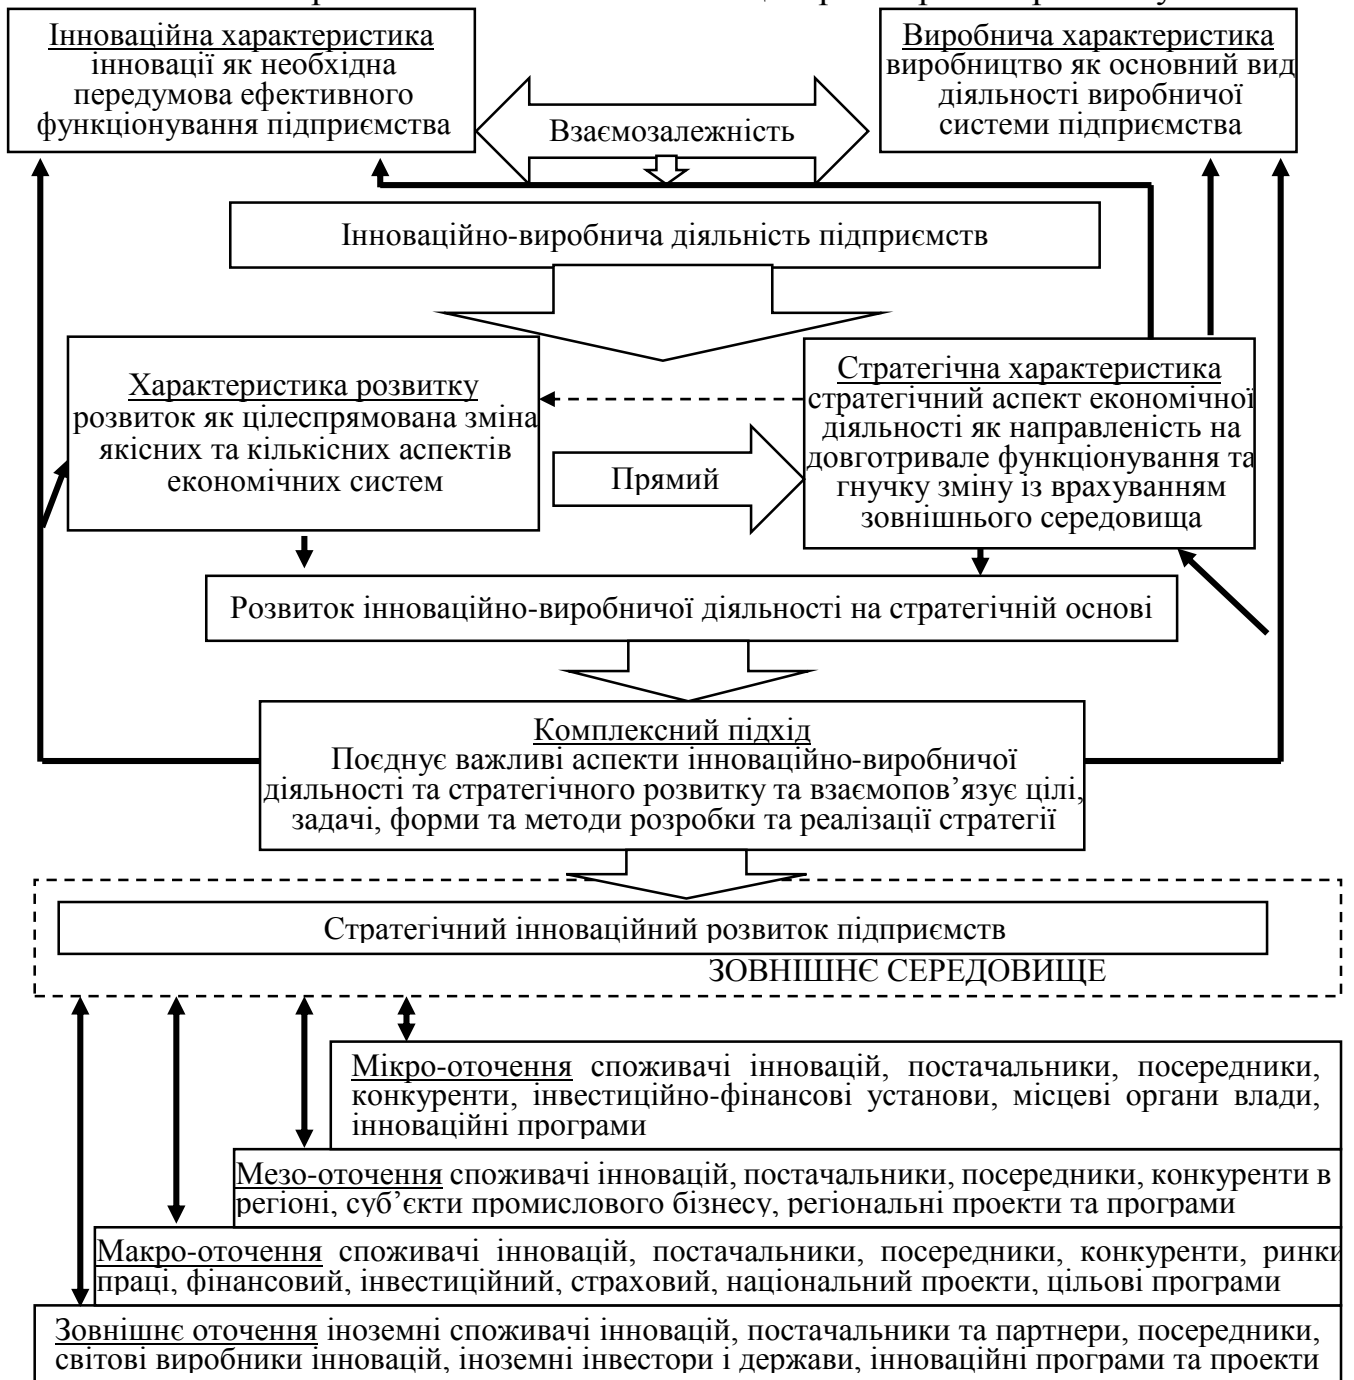 Інноваційна характеристика
інновації як необхідна
передумова ефективного
функціонування підприємства
Виробнича характеристика
виробництво як основний вид
діяльності виробничої
системи підприємства
Взаємозалежність
Інноваційно-виробнича діяльність підприємств
Характеристика розвитку
розвиток як цілеспрямована зміна
якісних та кількісних аспектів
економічних систем
Прямий
Стратегічна характеристика
стратегічний аспект економічної
діяльності як направленість на
довготривале функціонування та
гнучку зміну із врахуванням
зовнішнього середовища
Розвиток інноваційно-виробничої діяльності на стратегічній основі
Комплексний підхід
Поєднує важливі аспекти інноваційно-виробничої
діяльності та стратегічного розвитку та взаємопов’язує цілі,
задачі, форми та методи розробки та реалізації стратегії
Стратегічний інноваційний розвиток підприємств
ЗОВНІШНЄ СЕРЕДОВИЩЕ
Мікро-оточення споживачі інновацій, постачальники, посередники,
конкуренти, інвестиційно-фінансові установи, місцеві органи влади,
інноваційні програми
Мезо-оточення споживачі інновацій, постачальники, посередники, конкуренти в
регіоні, суб’єкти промислового бізнесу, регіональні проекти та програми
Макро-оточення споживачі інновацій, постачальники, посередники, конкуренти, ринки
праці, фінансовий, інвестиційний, страховий, національний проекти, цільові програми
Зовнішнє оточення іноземні споживачі інновацій, постачальники та партнери, посередники,
світові виробники інновацій, іноземні інвестори і держави, інноваційні програми та проекти